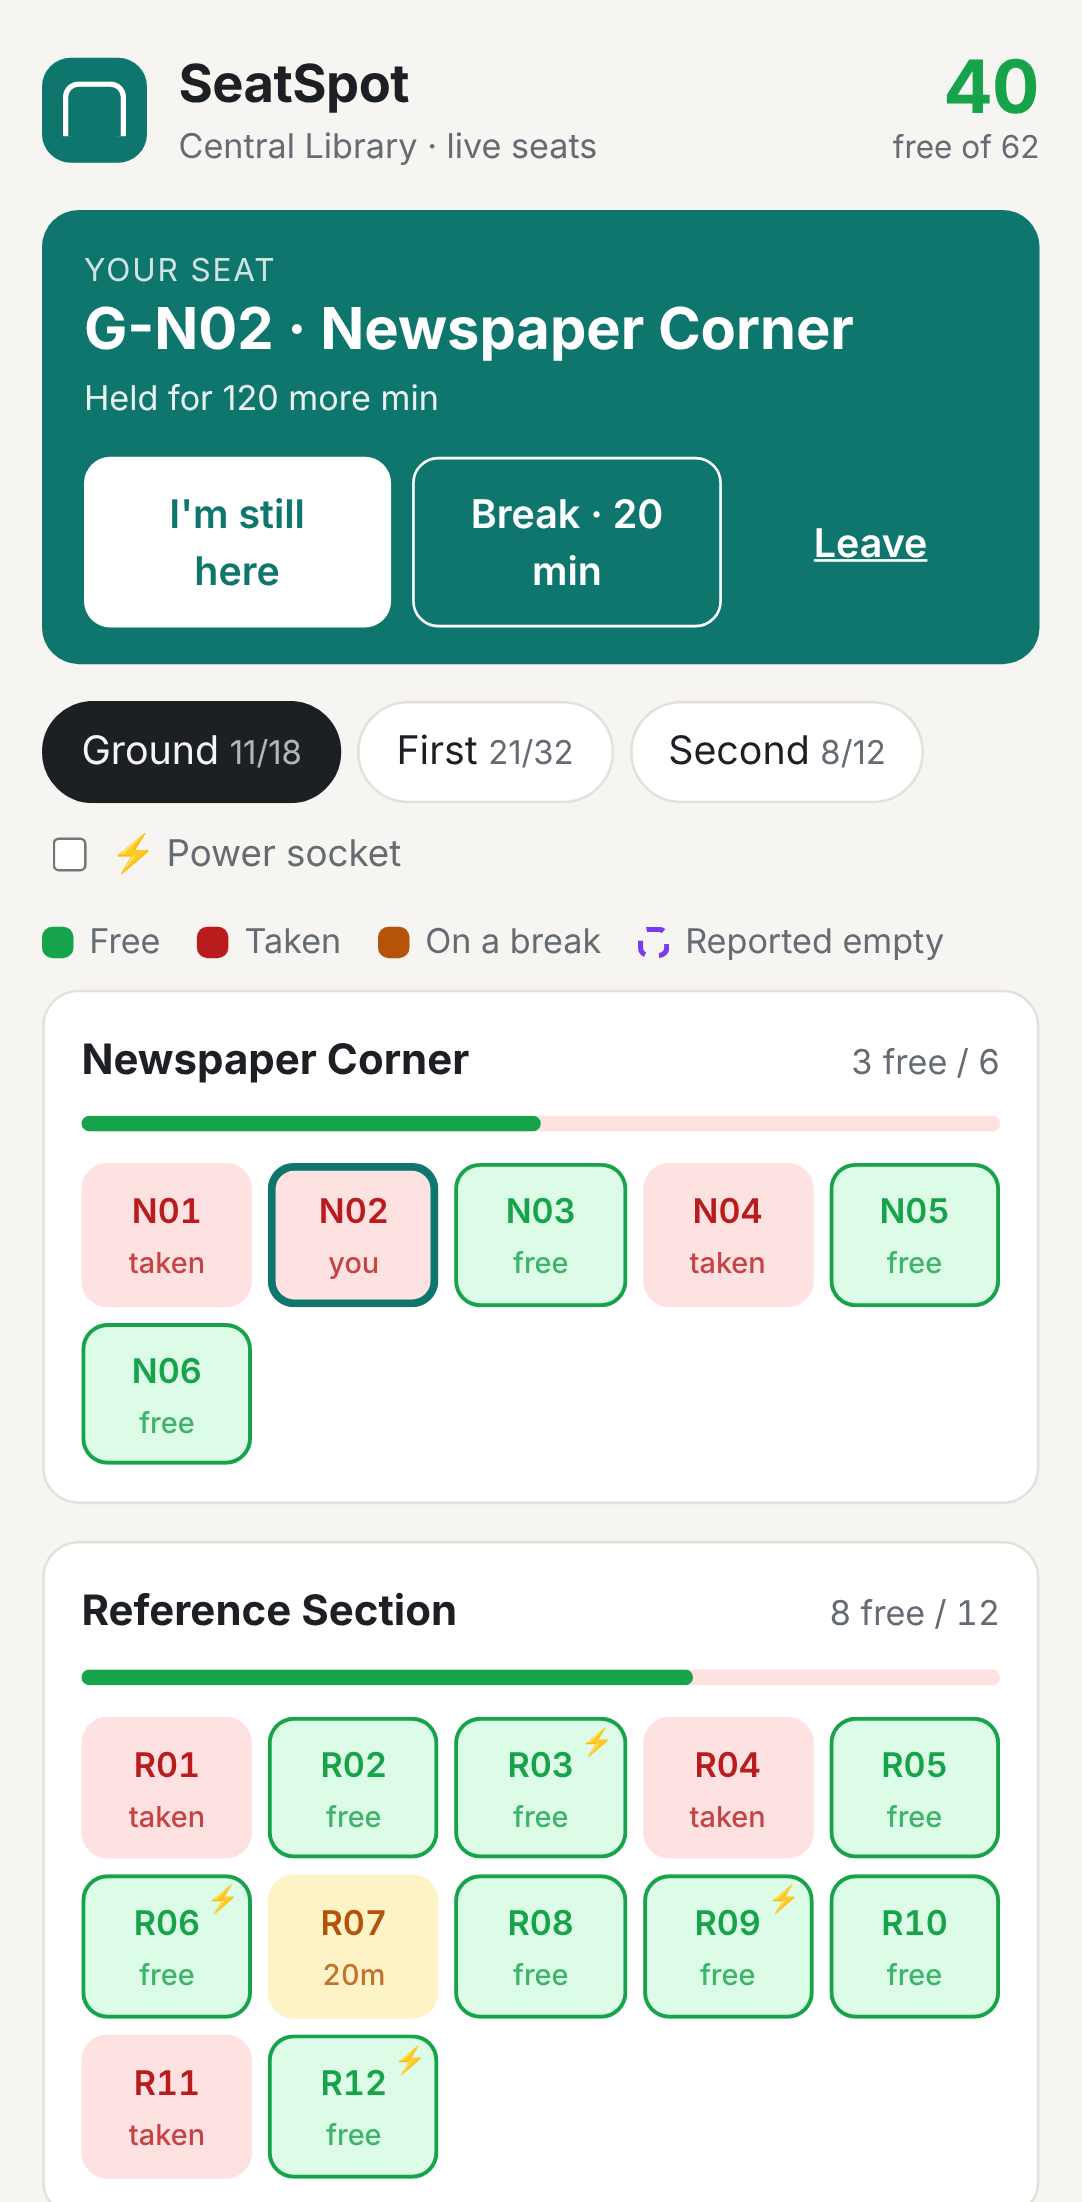 SeatSpot
40
Central Library · live seats
free of 62
YOUR SEAT
G-N02 · Newspaper Corner
Held for 120 more min
I'm still
here
Break · 20
min
Leave
Ground 11/18
First 21/32
Second 8/12
⚡ Power socket
Free
Taken
On a break
Reported empty
Newspaper Corner
3 free / 6
N01
taken
N02
you
N03
free
N04
taken
N05
free
N06
free
Reference Section
8 free / 12
R01
taken
R02
free
R03 ⚡
free
R04
taken
R05
free
R06 ⚡
free
R07
20m
R08
free
R09 ⚡
free
R10
free
R11
taken
R12 ⚡
free